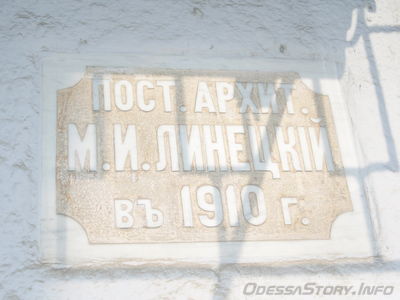 ПОСТ. АРХИТ.
М. И. ЛИНЕЦКІЙ
ВЪ 1910 Г.
OdessaStory.Info